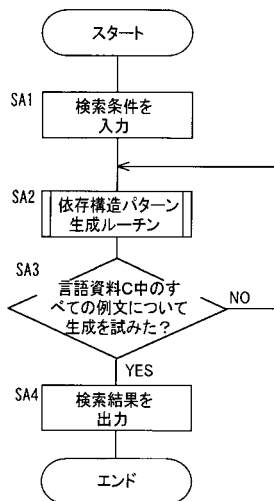 スタート
SA1
検索条件を
入力
SA2
依存構造パターン
生成ルーチン
SA3
言語資料C中のす
べての例文について
生成を試みた？
NO
YES
SA4
検索結果を
出力
エンド